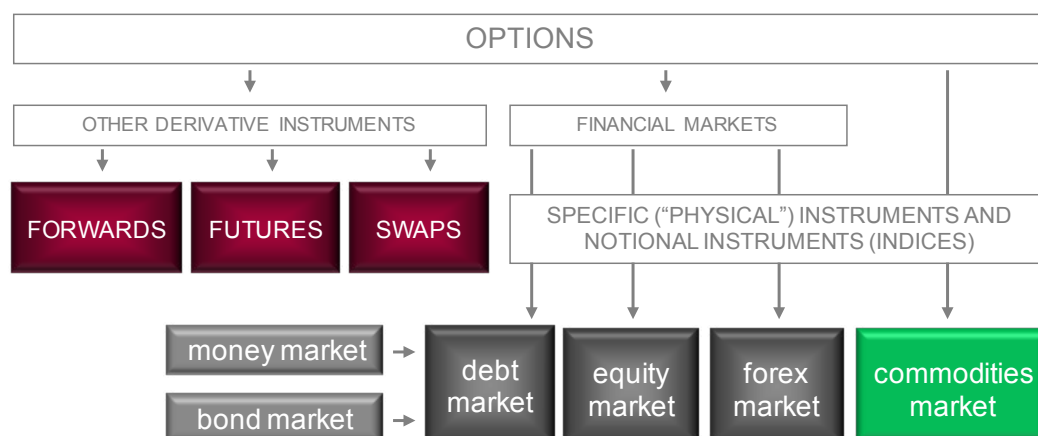 OPTIONS
OTHER DERIVATIVE INSTRUMENTS
FINANCIAL MARKETS
FORWARDS
FUTURES
SWAPS
SPECIFIC (“PHYSICAL”) INSTRUMENTS AND
NOTIONAL INSTRUMENTS (INDICES)
money market
bond market
debt
market
equity
market
forex
market
commodities
market